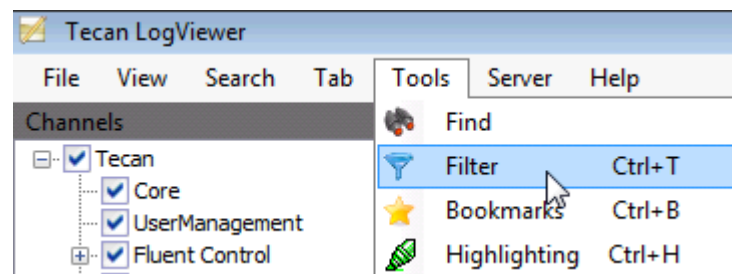 Tecan LogViewer
File View Search Tab Tools Server Help
Channels
Find
Tecan
Filter Ctrl+T
Core
Bookmarks Ctrl+B
UserManagement
Fluent Control
Highlighting Ctrl+H